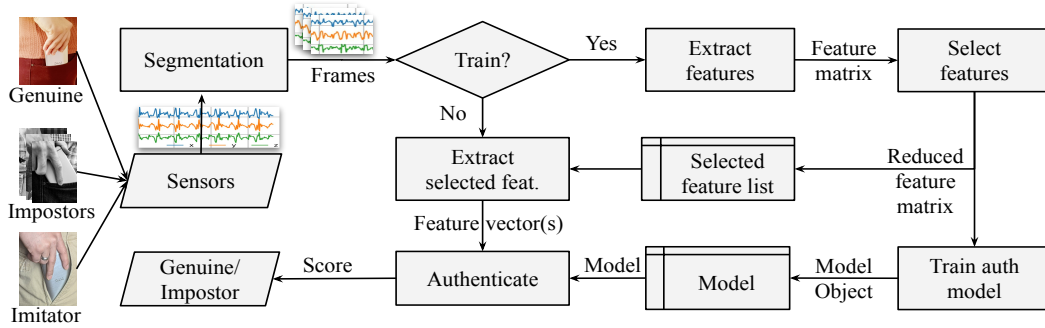 Genuine
Impostors
Imitator
Segmentation
Frames
Train?
Yes
Extract
features
Feature
matrix
Select
features
No
x y z
Sensors
Extract
selected feat.
Selected
feature list
Reduced
feature
matrix
Feature vector(s)
Genuine/
Impostor
Score
Authenticate
Model
Model
Model
Object
Train auth
model